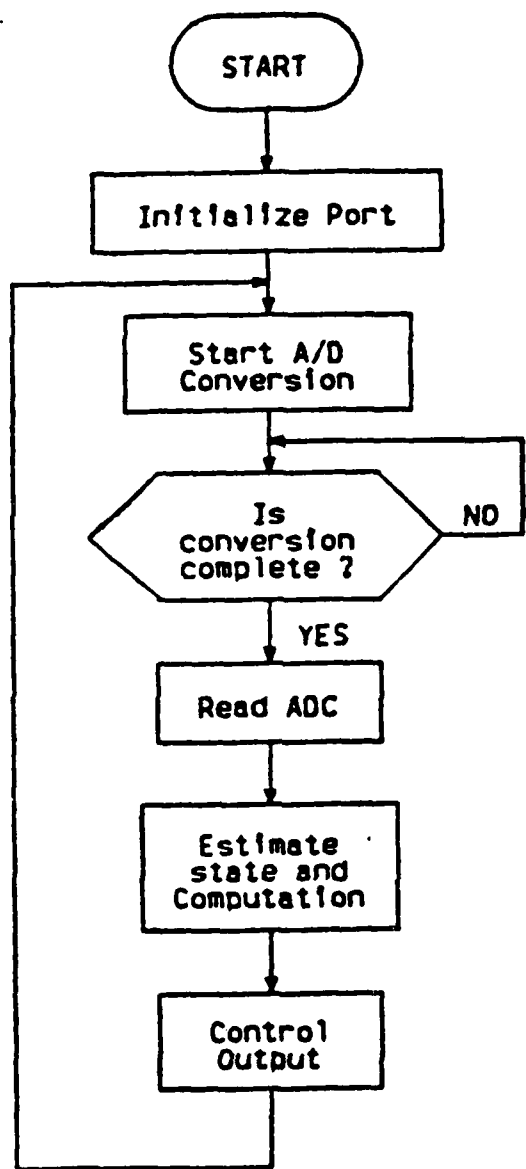 START
Initialize Port
Start A/D
Conversion
Is
conversion
complete ?
NO
YES
Read ADC
Estimate
state and
Computation
Control
Output